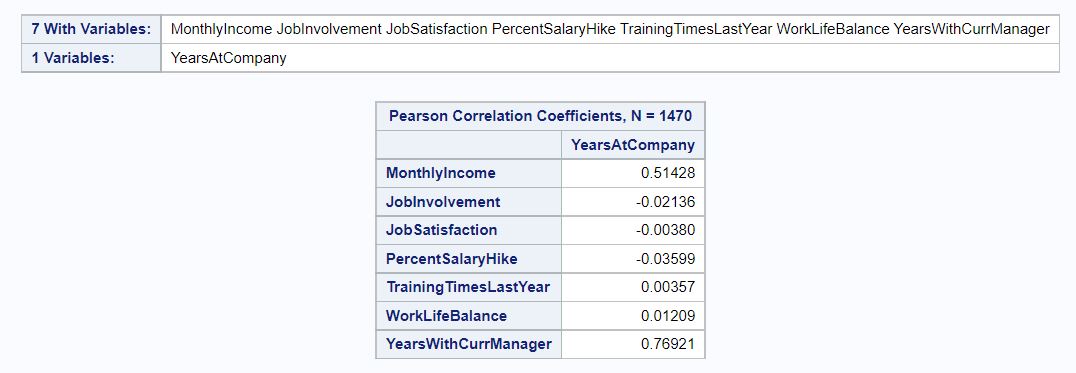 7 With Variables: MonthlyIncome JobInvolvement JobSatisfaction PercentSalaryHike TrainingTimesLastYear WorkLifeBalance YearsWithCurrManager
1 Variables: YearsAtCompany
Pearson Correlation Coefficients, N = 1470
YearsAtCompany
MonthlyIncome 0.51428
JobInvolvement -0.02136
JobSatisfaction -0.00380
PercentSalaryHike -0.03599
TrainingTimesLastYear 0.00357
WorkLifeBalance 0.01209
YearsWithCurrManager 0.76921